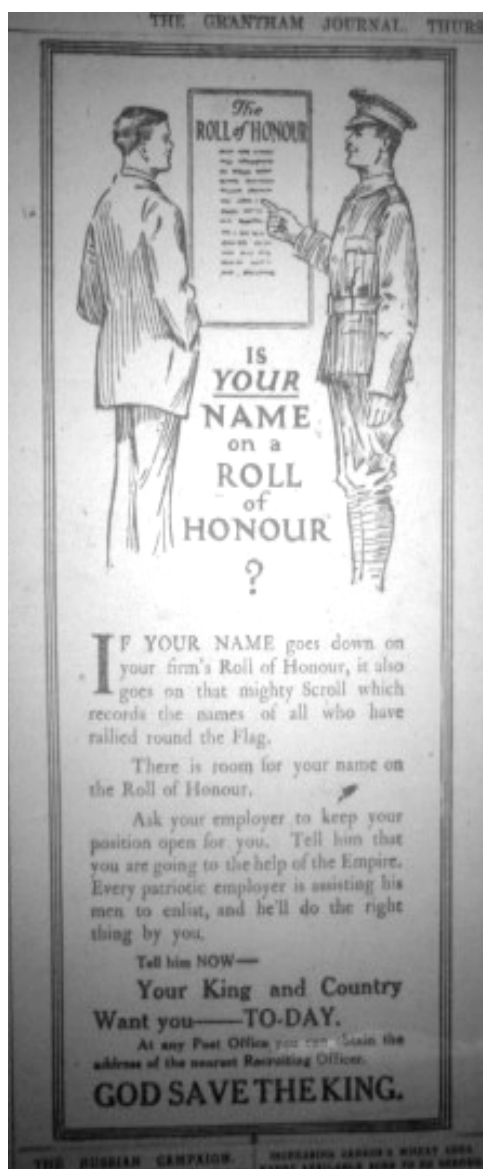 THE GRANTHAM JOURNAL, THURS
The
ROLL of HONOUR
IS
YOUR
NAME
on a
ROLL
of
HONOUR
?
IF YOUR NAME goes down on
your firm's Roll of Honour, it also
goes on that mighty Scroll which
records the names of all who have
rallied round the Flag.
There is room for your name on
the Roll of Honour.
Ask your employer to keep your
position open for you. Tell him that
you are going to the help of the Empire.
Every patriotic employer is assisting his
men to enlist, and he'll do the right
thing by you.
Tell him NOW—
Your King and Country
Want you—TO-DAY.
At any Post Office you can obtain the
address of the nearest Recruiting Officer.
GOD SAVE THE KING.
THE RUSSIAN CAMPAIGN.
WHEAT AREA